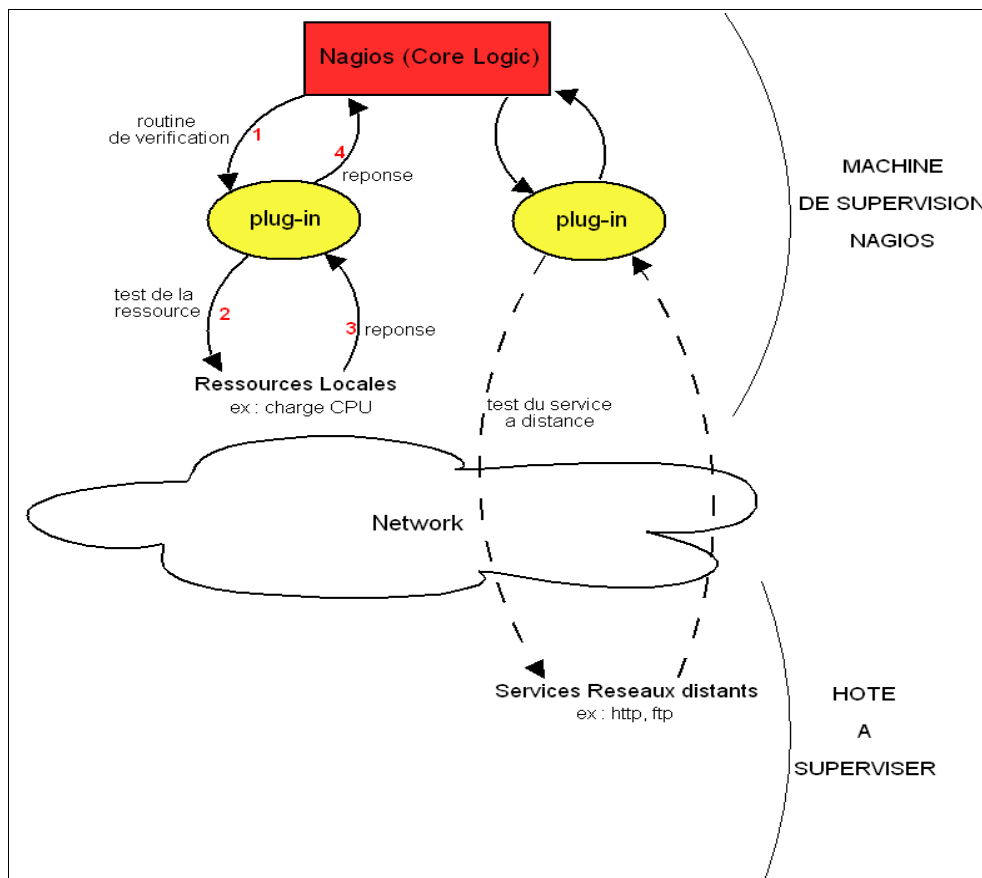 Nagios (Core Logic)
routine
de verification
1
4
reponse
plug-in
plug-in
MACHINE
DE SUPERVISION
NAGIOS
test de la
ressource
2
3
reponse
Ressources Locales
ex : charge CPU
test du service
a distance
Network
Services Reseaux distants
ex : http, ftp
HOTE
A
SUPERVISER